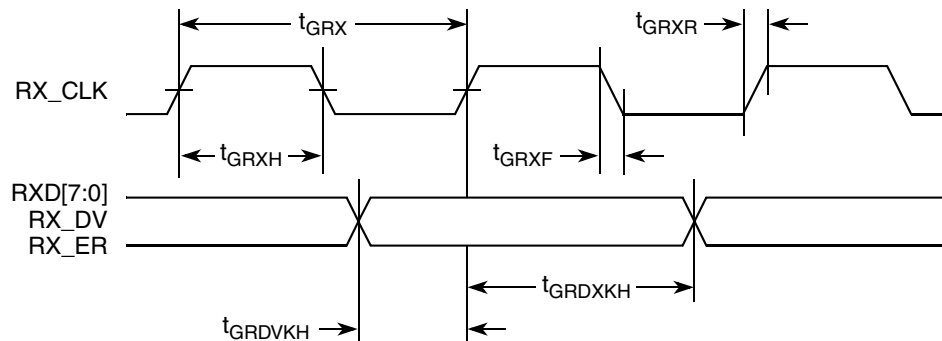 tGRX
tGRXR
RX_CLK
tGRXH
tGRXF
RXD[7:0]
RX_DV
RX_ER
tGRDXKH
tGRDVKH